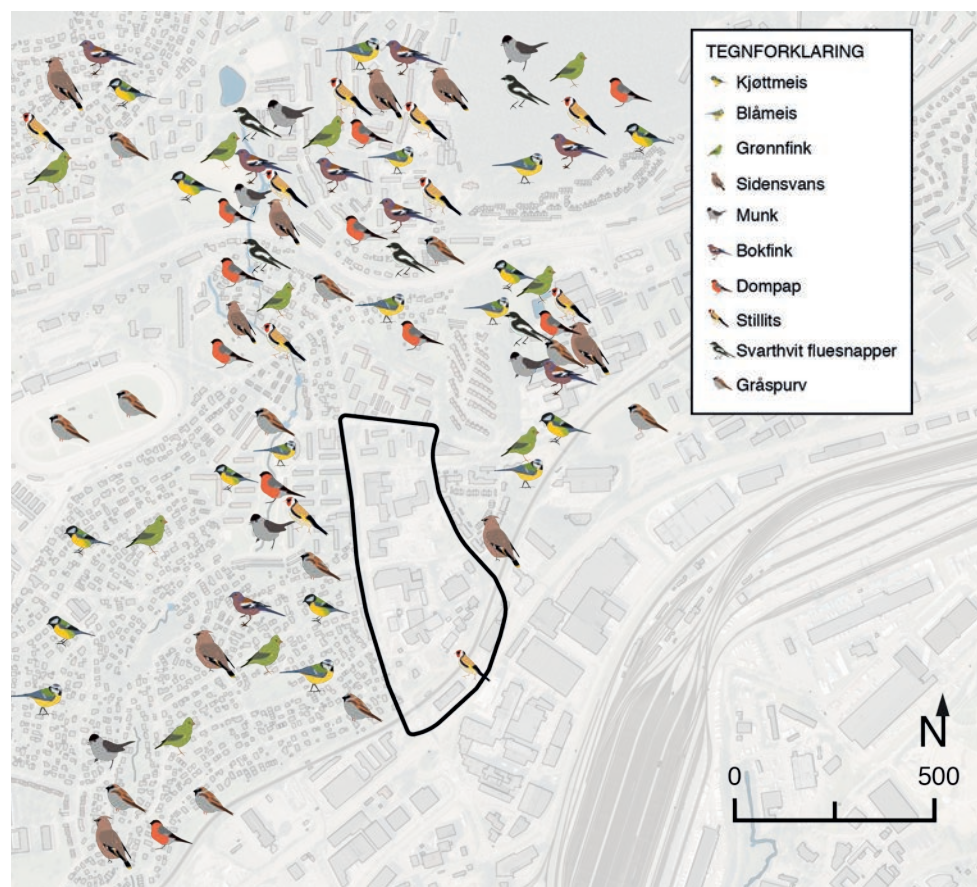 TEGNFORKLARING
Kjøttmeis
Blåmeis
Grønnfink
Sidensvans
Munk
Bokfink
Dompap
Stillits
Svarthvit fluesnapper
Gråspurv
N
0 500